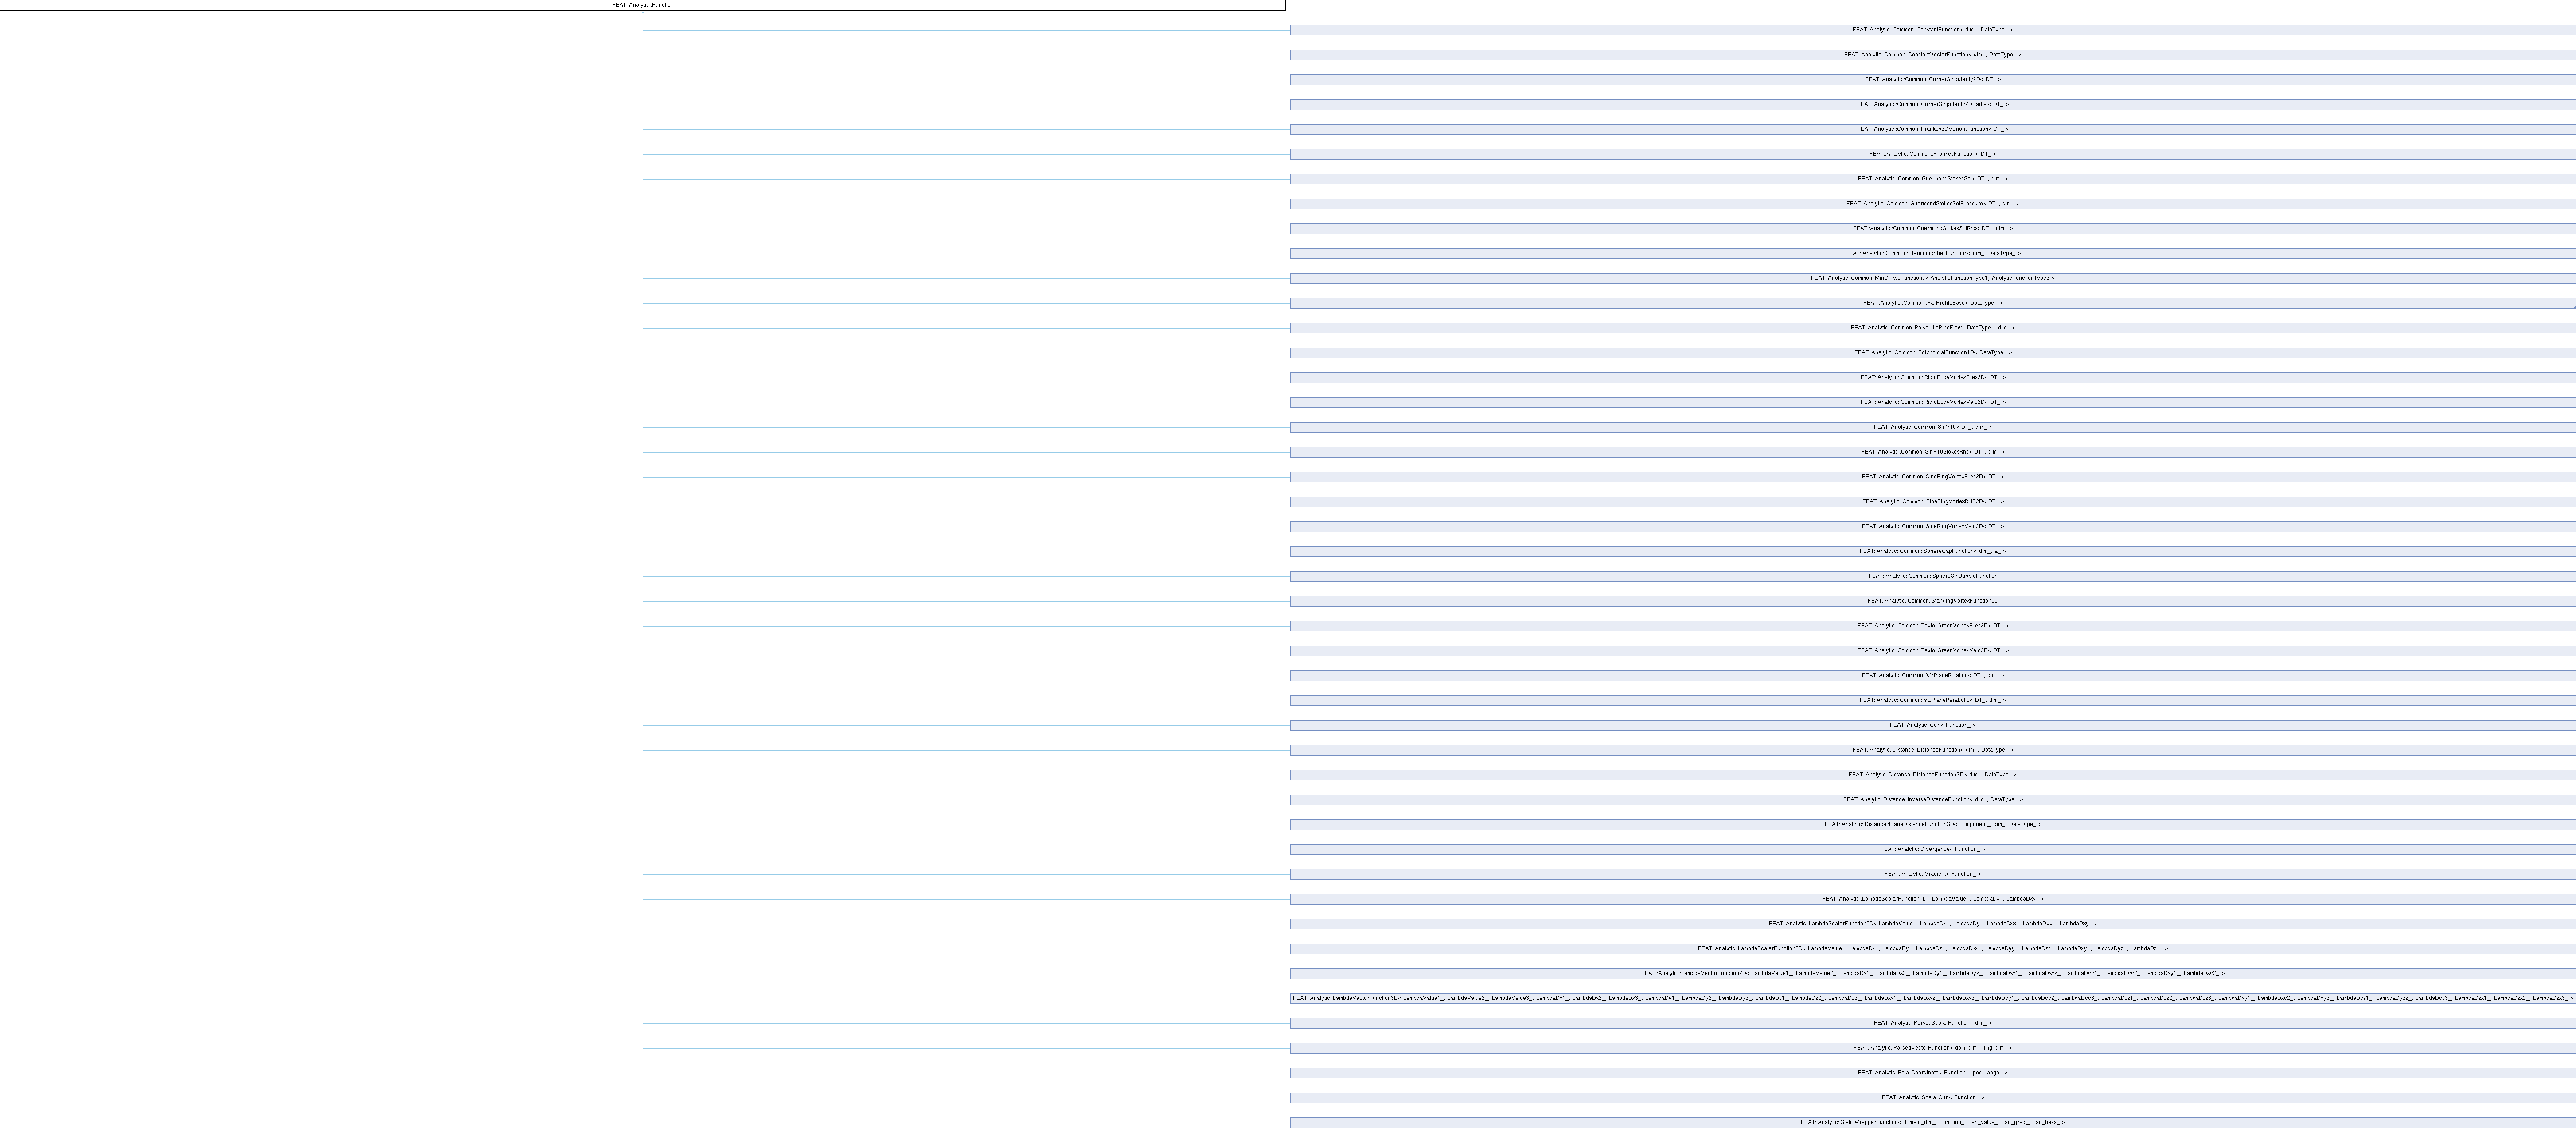 FEAT::Analytic::Function
FEAT::Analytic::Common::ConstantFunction< dim_, DataType_ >
FEAT::Analytic::Common::ConstantVectorFunction< dim_, DataType_ >
FEAT::Analytic::Common::CornerSingularity2D< DT_ >
FEAT::Analytic::Common::CornerSingularity2DRadial< DT_ >
FEAT::Analytic::Common::Frankes3DVariantFunction< DT_ >
FEAT::Analytic::Common::FrankesFunction< DT_ >
FEAT::Analytic::Common::GuermondStokesSol< DT_, dim_ >
FEAT::Analytic::Common::GuermondStokesSolPressure< DT_, dim_ >
FEAT::Analytic::Common::GuermondStokesSolRhs< DT_, dim_ >
FEAT::Analytic::Common::HarmonicShellFunction< dim_, DataType_ >
FEAT::Analytic::Common::MinOfTwoFunctions< AnalyticFunctionType1, AnalyticFunctionType2 >
FEAT::Analytic::Common::ParProfileBase< DataType_ >
FEAT::Analytic::Common::PoiseuillePipeFlow< DataType_, dim_ >
FEAT::Analytic::Common::PolynomialFunction1D< DataType_ >
FEAT::Analytic::Common::RigidBodyVortexPres2D< DT_ >
FEAT::Analytic::Common::RigidBodyVortexVelo2D< DT_ >
FEAT::Analytic::Common::SinYT0< DT_, dim_ >
FEAT::Analytic::Common::SinYT0StokesRhs< DT_, dim_ >
FEAT::Analytic::Common::SineRingVortexPres2D< DT_ >
FEAT::Analytic::Common::SineRingVortexRHS2D< DT_ >
FEAT::Analytic::Common::SineRingVortexVelo2D< DT_ >
FEAT::Analytic::Common::SphereCapFunction< dim_, a_ >
FEAT::Analytic::Common::SphereSinBubbleFunction
FEAT::Analytic::Common::StandingVortexFunction2D
FEAT::Analytic::Common::TaylorGreenVortexPres2D< DT_ >
FEAT::Analytic::Common::TaylorGreenVortexVelo2D< DT_ >
FEAT::Analytic::Common::XYPlaneRotation< DT_, dim_ >
FEAT::Analytic::Common::YZPlaneParabolic< DT_, dim_ >
FEAT::Analytic::Curl< Function_ >
FEAT::Analytic::Distance::DistanceFunction< dim_, DataType_ >
FEAT::Analytic::Distance::DistanceFunctionSD< dim_, DataType_ >
FEAT::Analytic::Distance::InverseDistanceFunction< dim_, DataType_ >
FEAT::Analytic::Distance::PlaneDistanceFunctionSD< component_, dim_, DataType_ >
FEAT::Analytic::Divergence< Function_ >
FEAT::Analytic::Gradient< Function_ >
FEAT::Analytic::LambdaScalarFunction1D< LambdaValue_, LambdaDx_, LambdaDxx_ >
FEAT::Analytic::LambdaScalarFunction2D< LambdaValue_, LambdaDx_, LambdaDy_, LambdaDxx_, LambdaDyy_, LambdaDxy_ >
FEAT::Analytic::LambdaScalarFunction3D< LambdaValue_, LambdaDx_, LambdaDy_, LambdaDz_, LambdaDxx_, LambdaDyy_, LambdaDzz_, LambdaDxy_, LambdaDyz_, LambdaDzx_ >
FEAT::Analytic::LambdaVectorFunction2D< LambdaValue1_, LambdaValue2_, LambdaDx1_, LambdaDx2_, LambdaDy1_, LambdaDy2_, LambdaDxx1_, LambdaDxx2_, LambdaDyy1_, LambdaDyy2_, LambdaDxy1_, LambdaDxy2_ >
FEAT::Analytic::LambdaVectorFunction3D< LambdaValue1_, LambdaValue2_, LambdaValue3_, LambdaDx1_, LambdaDx2_, LambdaDx3_, LambdaDy1_, LambdaDy2_, LambdaDy3_, LambdaDz1_, LambdaDz2_, LambdaDz3_, LambdaDxx1_, LambdaDxx2_, LambdaDxx3_, LambdaDyy1_, LambdaDyy2_, LambdaDyy3_, LambdaDzz1_, LambdaDzz2_, LambdaDzz3_, LambdaDxy1_, LambdaDxy2_, LambdaDxy3_, LambdaDyz1_, LambdaDyz2_, LambdaDyz3_, LambdaDzx1_, LambdaDzx2_, LambdaDzx3_ >
FEAT::Analytic::ParsedScalarFunction< dim_ >
FEAT::Analytic::ParsedVectorFunction< dom_dim_, img_dim_ >
FEAT::Analytic::PolarCoordinate< Function_, pos_range_ >
FEAT::Analytic::ScalarCurl< Function_ >
FEAT::Analytic::StaticWrapperFunction< domain_dim_, Function_, can_value_, can_grad_, can_hess_ >